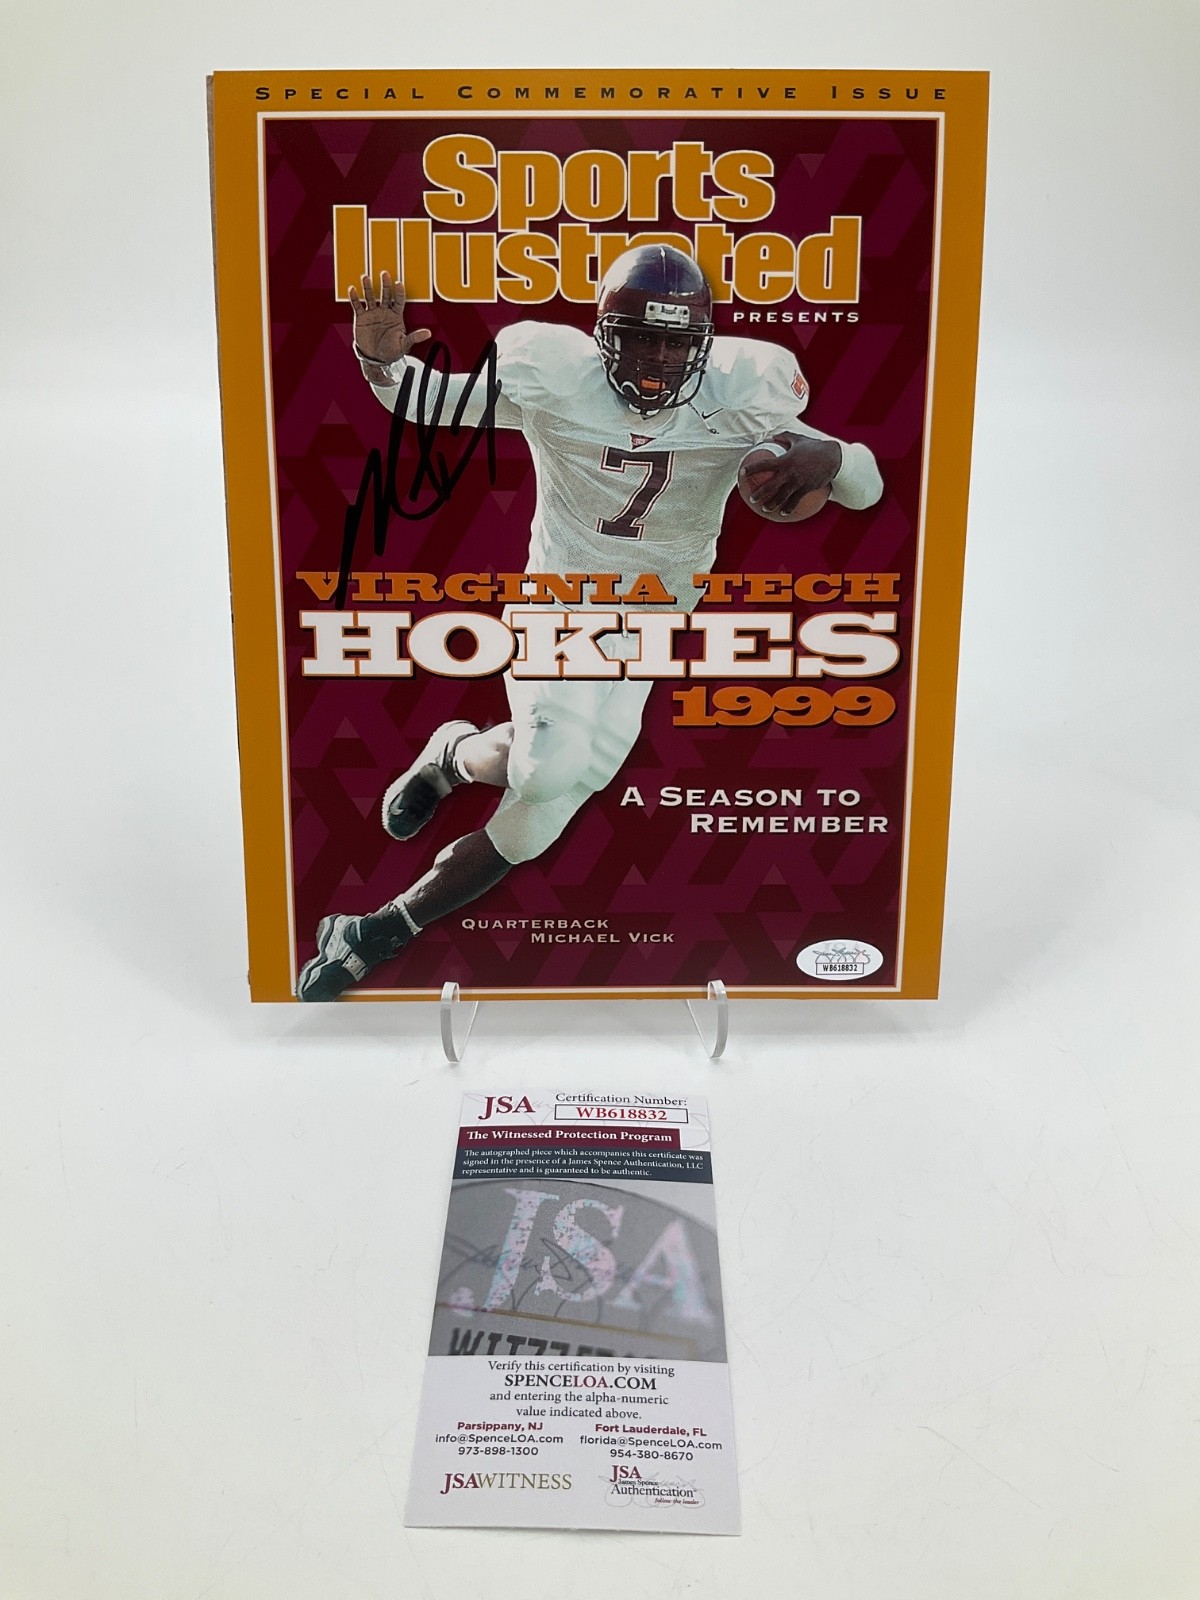 SPECIAL COMMEMORATIVE ISSUE
Sports
Illustrated
PRESENTS
7
VIRGINIA TECH
HOKIES
1999
A SEASON TO
REMEMBER
QUARTERBACK
MICHAEL VICK
WB618832
JSA
Certification Number:
WB618832
The Witnessed Protection Program
The autographed piece which accompanies this certificate was
signed in the presence of a James Spence Authentication, LLC
representative and is guaranteed to be authentic.
JSA
Verify this certification by visiting
SPENCELOA.COM
and entering the alpha-numeric
value indicated above.
Parsippany, NJ
info@SpenceLOA.com
973-898-1300
Fort Lauderdale, FL
florida@SpenceLOA.com
954-380-8670
JSAWITNESS
JSA
James Spence
Authentication
follow the leader